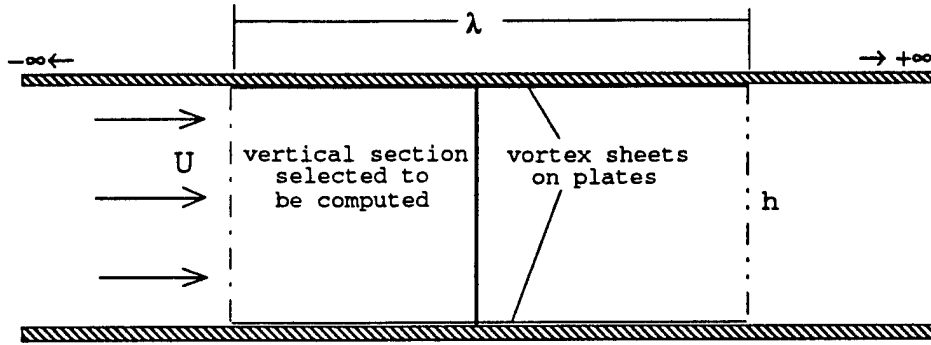 λ
-∞← → +∞
U
vertical section
selected to
be computed
vortex sheets
on plates
h